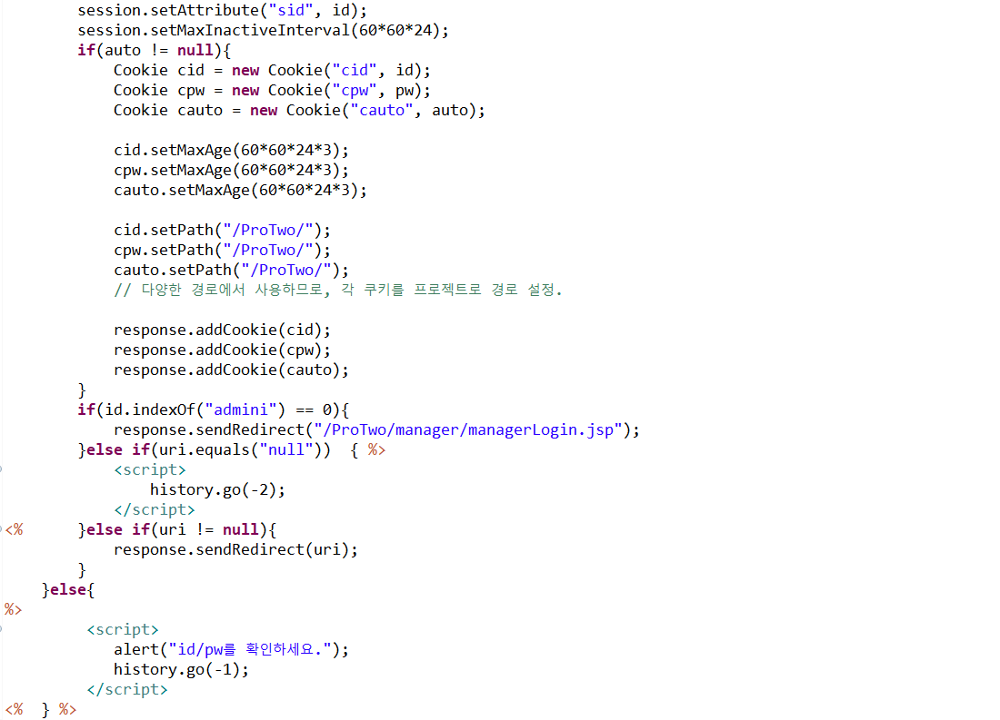 session.setAttribute("sid", id);
session.setMaxInactiveInterval(60*60*24);
if(auto != null){
Cookie cid = new Cookie("cid", id);
Cookie cpw = new Cookie("cpw", pw);
Cookie cauto = new Cookie("cauto", auto);
cid.setMaxAge(60*60*24*3);
cpw.setMaxAge(60*60*24*3);
cauto.setMaxAge(60*60*24*3);
cid.setPath("/ProTwo/");
cpw.setPath("/ProTwo/");
cauto.setPath("/ProTwo/");
// 다양한 경로에서 사용하므로, 각 쿠키를 프로젝트로 경로 설정.
response.addCookie(cid);
response.addCookie(cpw);
response.addCookie(cauto);
}
if(id.indexOf("admini") == 0){
response.sendRedirect("/ProTwo/manager/managerLogin.jsp");
}else if(uri.equals("null"))  { %>
<script>
history.go(-2);
</script>
<% }else if(uri != null){
response.sendRedirect(uri);
}
}else{
%>
<script>
alert("id/pw를 확인하세요.");
history.go(-1);
</script>
<% } %>